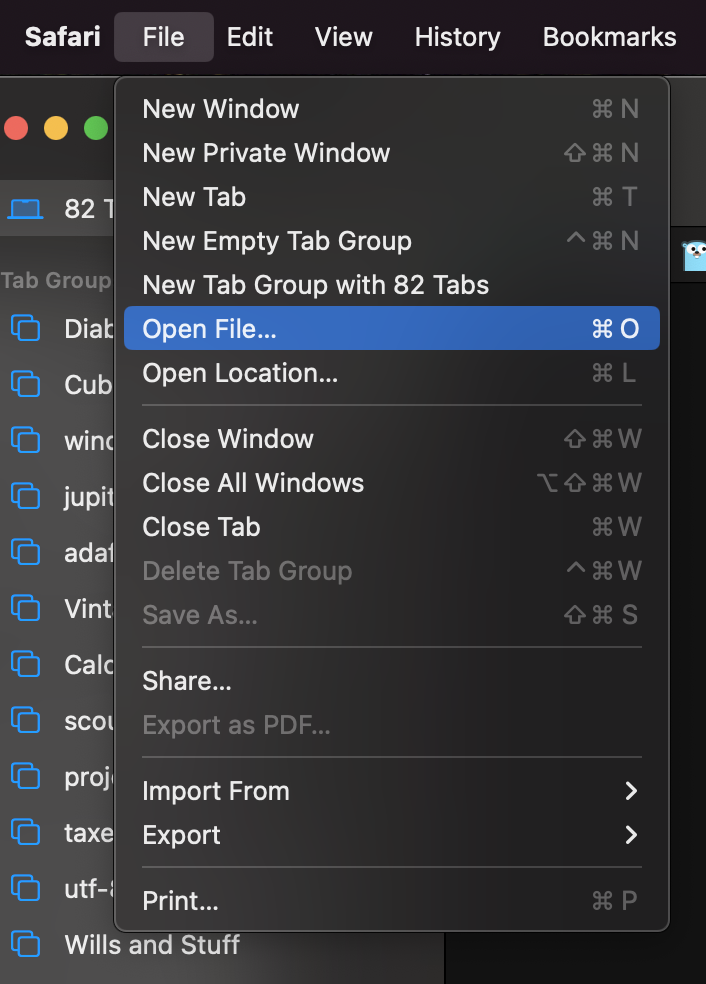 Safari File Edit View History Bookmarks
82 T
Tab Group
Diab
Cub
wind
jupit
adaf
Vinta
Calc
scou
proje
taxe
utf-8
Wills and Stuff
New Window ⌘ N
New Private Window ⇧ ⌘ N
New Tab ⌘ T
New Empty Tab Group ^ ⌘ N
New Tab Group with 82 Tabs
Open File... ⌘ O
Open Location... ⌘ L
Close Window ⇧ ⌘ W
Close All Windows ⌥ ⇧ ⌘ W
Close Tab ⌘ W
Delete Tab Group ^ ⌘ W
Save As... ⇧ ⌘ S
Share...
Export as PDF...
Import From
Export
Print... ⌘ P